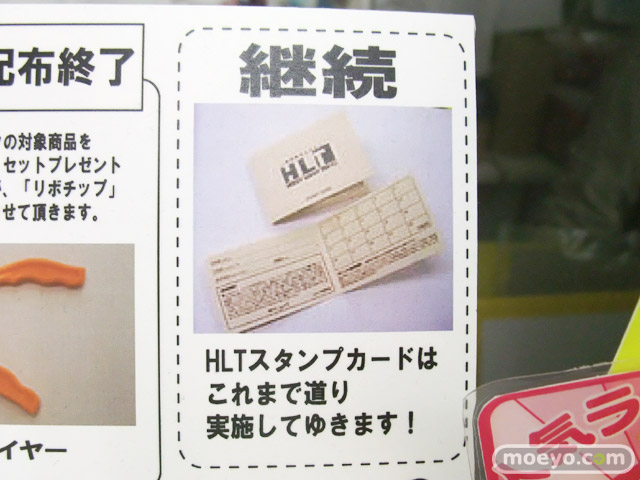 配布終了
の対象商品を
セットプレゼント
、「リボチップ」
せて頂きます。
イヤー
継続
HLT
HLTスタンプカードは
これまで道り
実施してゆきます！
ラ
moeyo.com